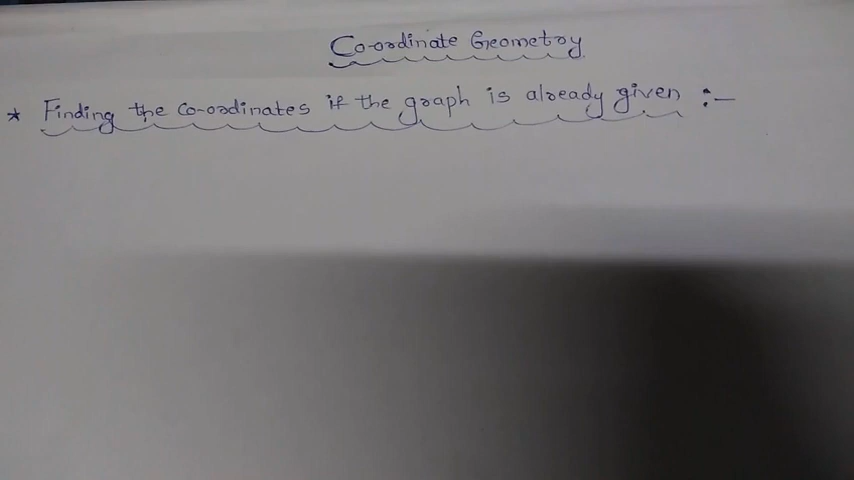 Co-ordinate Geometry
* Finding the co-ordinates if the graph is already given :-